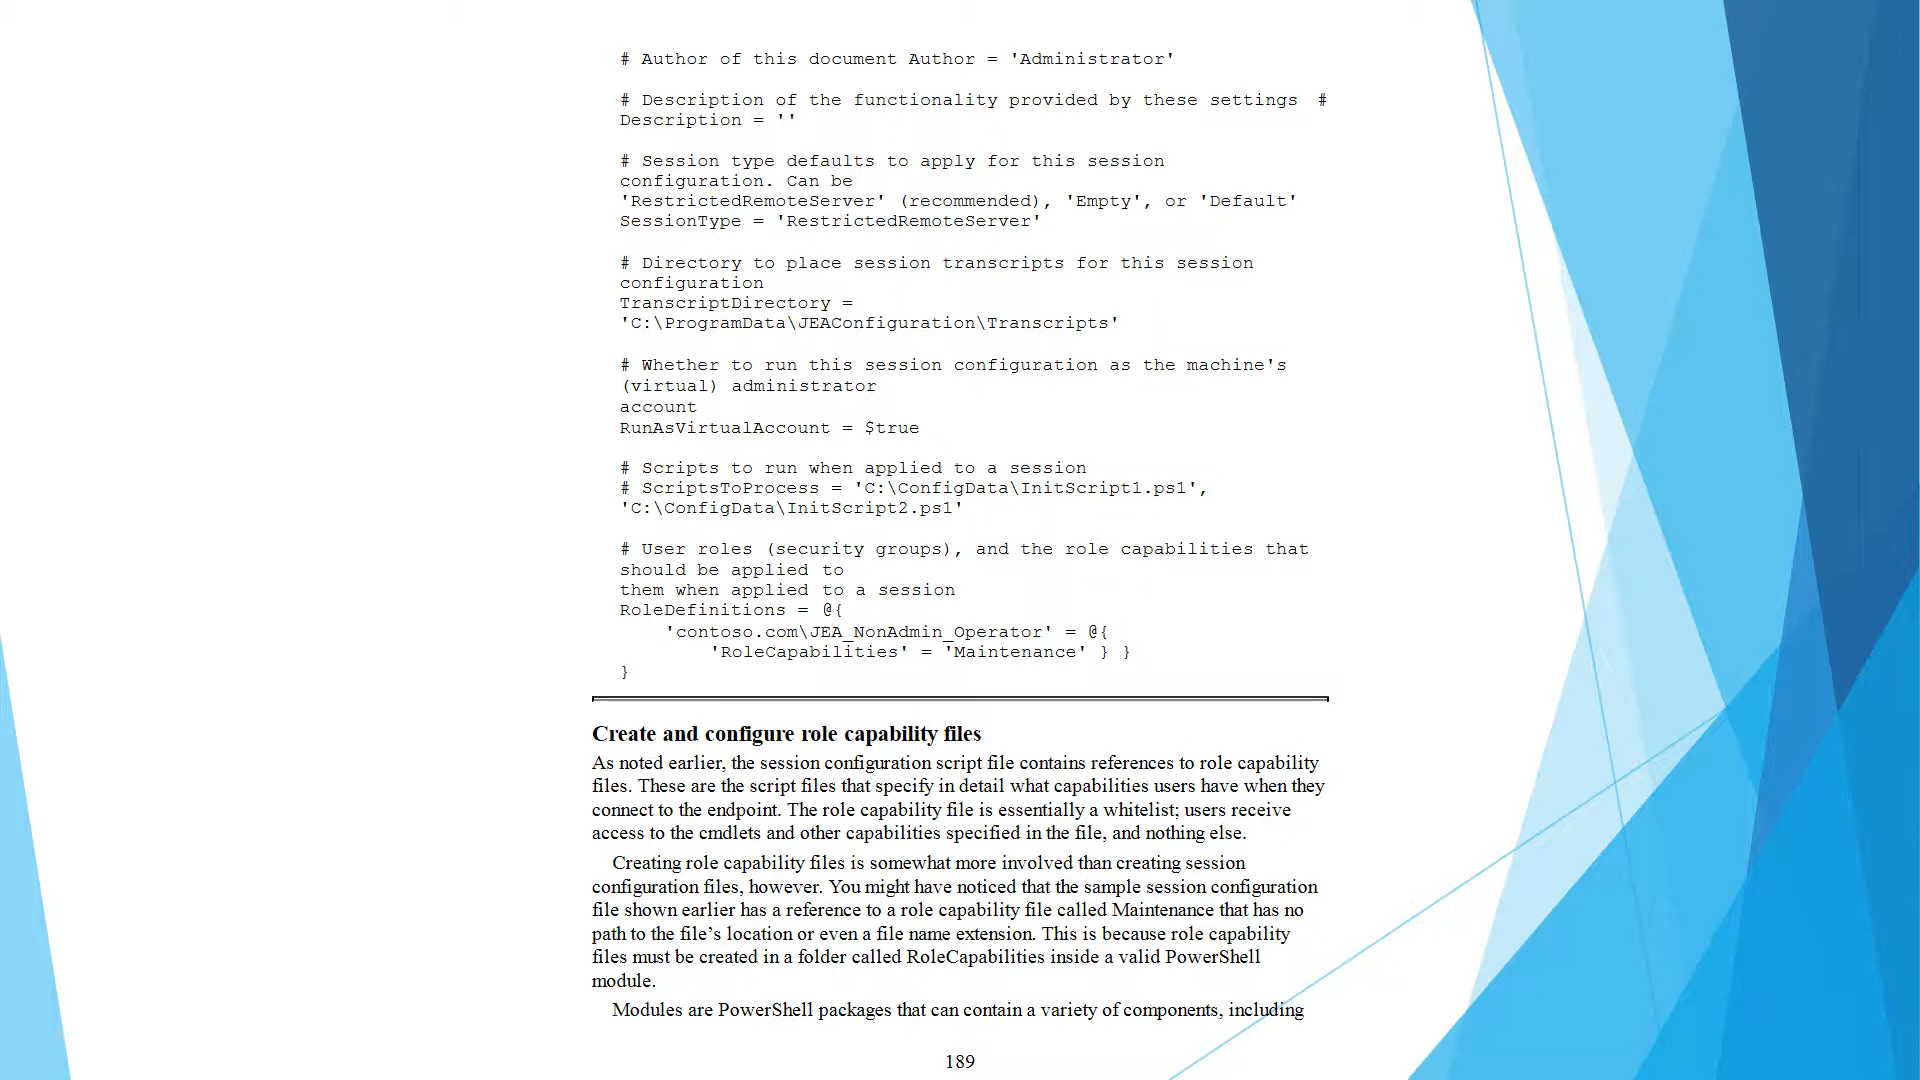 # Author of this document Author = 'Administrator'
# Description of the functionality provided by these settings  #
Description = ''
# Session type defaults to apply for this session
configuration. Can be
'RestrictedRemoteServer' (recommended), 'Empty', or 'Default'
SessionType = 'RestrictedRemoteServer'
# Directory to place session transcripts for this session
configuration
TranscriptDirectory =
'C:\ProgramData\JEAConfiguration\Transcripts'
# Whether to run this session configuration as the machine's
(virtual) administrator
account
RunAsVirtualAccount = $true
# Scripts to run when applied to a session
# ScriptsToProcess = 'C:\ConfigData\InitScript1.ps1',
'C:\ConfigData\InitScript2.ps1'
# User roles (security groups), and the role capabilities that
should be applied to
them when applied to a session
RoleDefinitions = @{
    'contoso.com\JEA_NonAdmin_Operator' = @{
        'RoleCapabilities' = 'Maintenance' } }
}
Create and configure role capability files
As noted earlier, the session configuration script file contains references to role capability
files. These are the script files that specify in detail what capabilities users have when they
connect to the endpoint. The role capability file is essentially a whitelist; users receive
access to the cmdlets and other capabilities specified in the file, and nothing else.
Creating role capability files is somewhat more involved than creating session
configuration files, however. You might have noticed that the sample session configuration
file shown earlier has a reference to a role capability file called Maintenance that has no
path to the file’s location or even a file name extension. This is because role capability
files must be created in a folder called RoleCapabilities inside a valid PowerShell
module.
Modules are PowerShell packages that can contain a variety of components, including
189